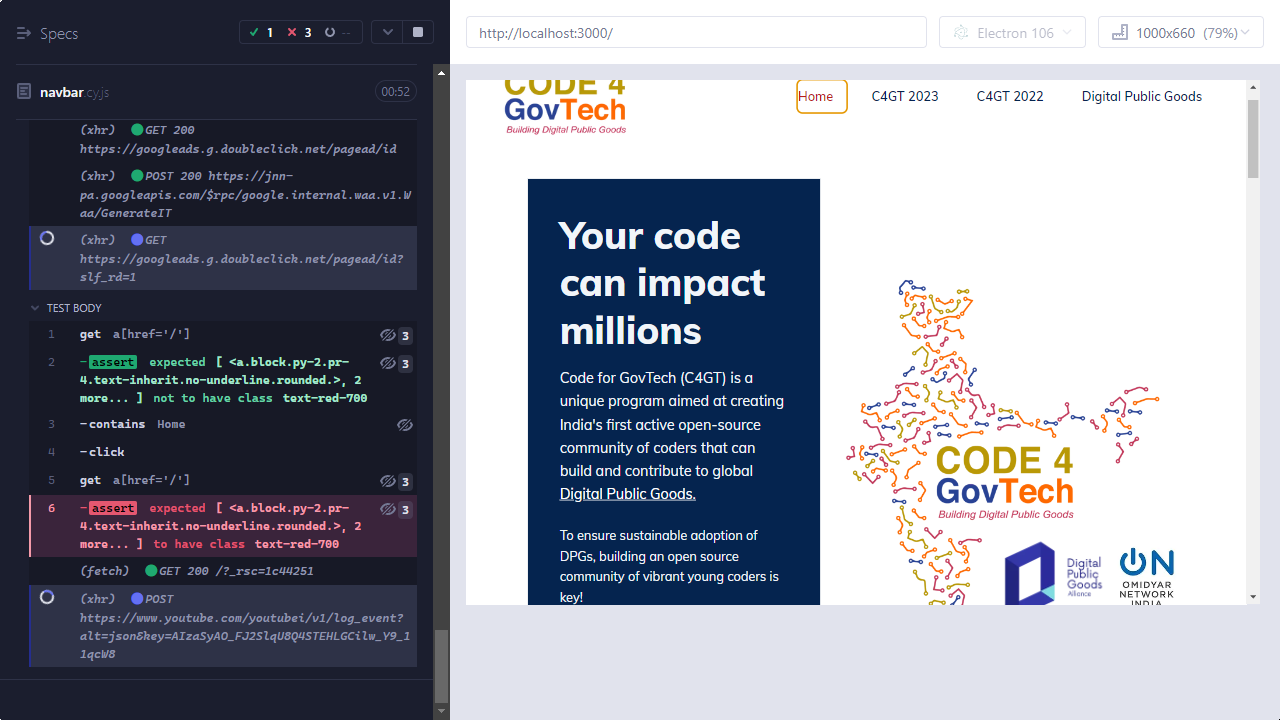 Specs
1
3
--
http://localhost:3000/
Electron 106
1000x660 (79%)
navbar.cy.js
00:52
(xhr) GET 200
https://googleads.g.doubleclick.net/pagead/id
(xhr) POST 200 https://jnn-
pa.googleapis.com/$rpc/google.internal.waa.v1.W
aa/GenerateIT
(xhr) GET
https://googleads.g.doubleclick.net/pagead/id?
slf_rd=1
TEST BODY
1 get a[href='/'] 3
2 -assert expected [ <a.block.py-2.pr- 3
4.text-inherit.no-underline.rounded.>, 2
more... ] not to have class text-red-700
3 -contains Home
4 -click
5 get a[href='/'] 3
6 -assert expected [ <a.block.py-2.pr- 3
4.text-inherit.no-underline.rounded.>, 2
more... ] to have class text-red-700
(fetch) GET 200 /?_rsc=1c44251
(xhr) POST
https://www.youtube.com/youtubei/v1/log_event?
alt=json&key=AIzaSyAO_FJ2SlqU8Q4STEHLGCilw_Y9_1
1qcW8
CODE 4
GovTech
Building Digital Public Goods
Home
C4GT 2023
C4GT 2022
Digital Public Goods
Your code
can impact
millions
Code for GovTech (C4GT) is a
unique program aimed at creating
India's first active open-source
community of coders that can
build and contribute to global
Digital Public Goods.
To ensure sustainable adoption of
DPGs, building an open source
community of vibrant young coders is
key!
CODE 4
GovTech
Building Digital Public Goods
Digital
Public
Goods
Alliance
ON
OMIDYAR
NETWORK
INDIA